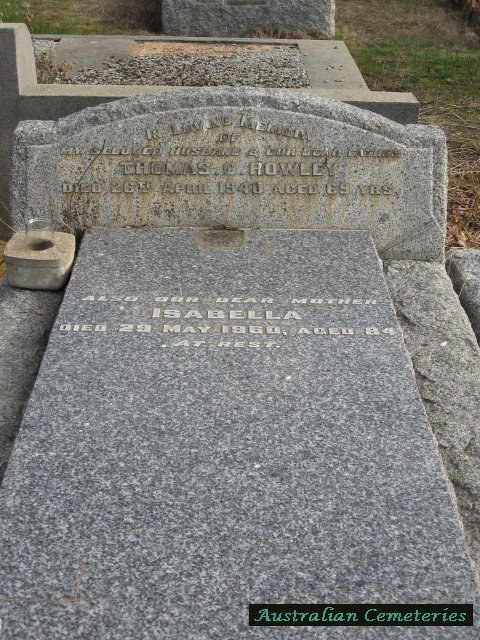 IN LOVING MEMORY
OF
MY BELOVED HUSBAND & OUR DEAR FATHER
THOMAS C ROWLEY
DIED 26TH APRIL 1940 AGED 69 YRS.
ALSO OUR DEAR MOTHER
ISABELLA
DIED 29 MAY, 1960, AGED 84
AT REST.
Australian Cemeteries